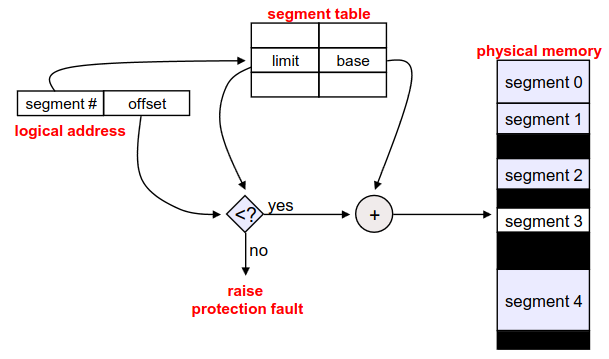 segment table
limit
base
segment #
offset
logical address
<?
yes
no
raise
protection fault
+
physical memory
segment 0
segment 1
segment 2
segment 3
segment 4